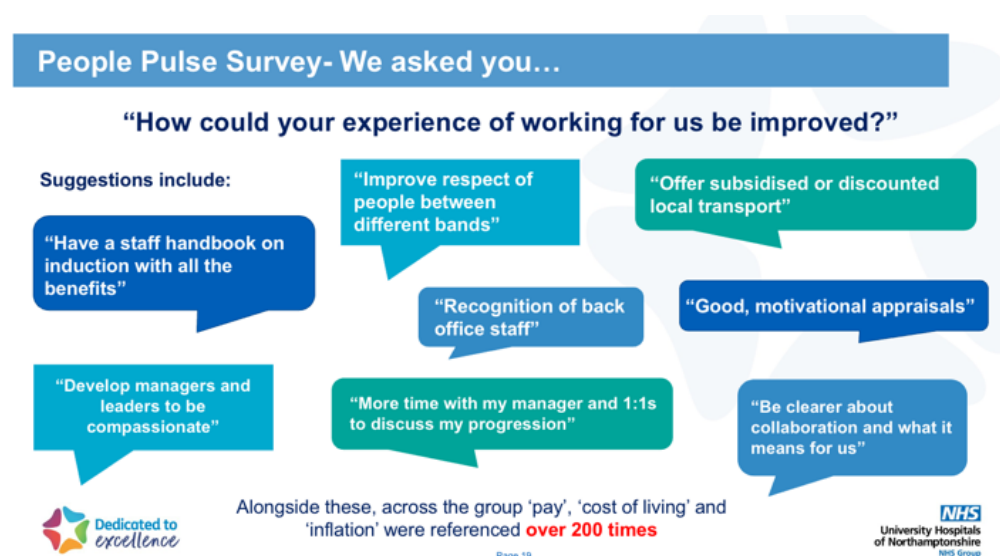 People Pulse Survey- We asked you…
“How could your experience of working for us be improved?”
Suggestions include:
“Improve respect of
people between
different bands”
“Offer subsidised or discounted
local transport”
“Have a staff handbook on
induction with all the
benefits”
“Recognition of back
office staff”
“Good, motivational appraisals”
“Develop managers and
leaders to be
compassionate”
“More time with my manager and 1:1s
to discuss my progression”
“Be clearer about
collaboration and what it
means for us”
Alongside these, across the group ‘pay’, ‘cost of living’ and
‘inflation’ were referenced over 200 times
Dedicated to
excellence
NHS
University Hospitals
of Northamptonshire
NHS Group
Page 19